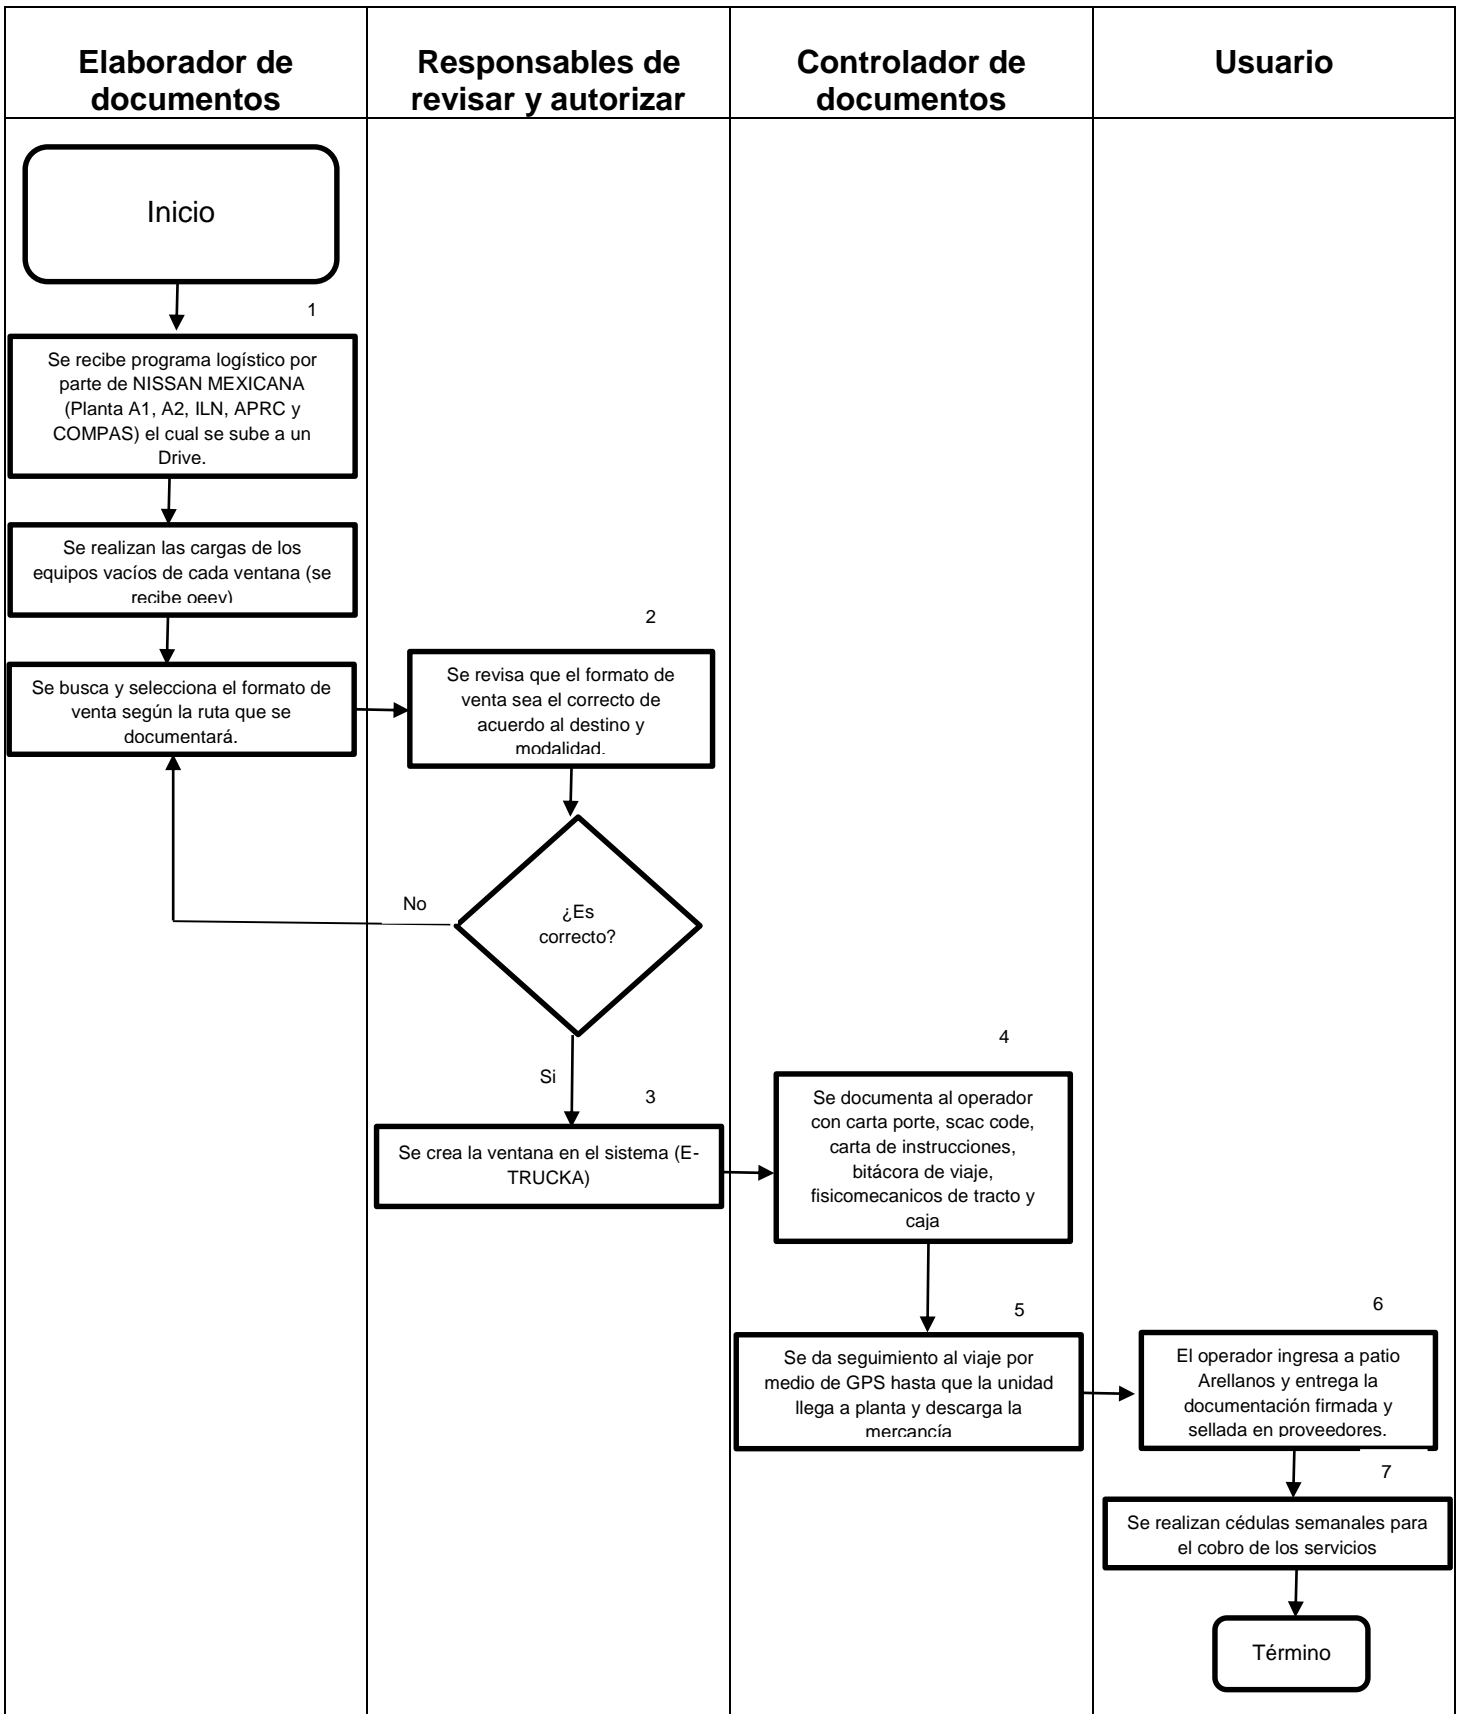 Elaborador de
documentos
Responsables de
revisar y autorizar
Controlador de
documentos
Usuario
Inicio
1
Se recibe programa logístico por
parte de NISSAN MEXICANA
(Planta A1, A2, ILN, APRC y
COMPAS) el cual se sube a un
Drive.
Se realizan las cargas de los
equipos vacíos de cada ventana (se
recibe oeev)
Se busca y selecciona el formato de
venta según la ruta que se
documentará.
2
Se revisa que el formato de
venta sea el correcto de
acuerdo al destino y
modalidad.
¿Es
correcto?
No
Si
3
Se crea la ventana en el sistema (E-
TRUCKA)
4
Se documenta al operador
con carta porte, scac code,
carta de instrucciones,
bitácora de viaje,
fisicomecanicos de tracto y
caja
5
Se da seguimiento al viaje por
medio de GPS hasta que la unidad
llega a planta y descarga la
mercancía
6
El operador ingresa a patio
Arellanos y entrega la
documentación firmada y
sellada en proveedores.
7
Se realizan cédulas semanales para
el cobro de los servicios
Término